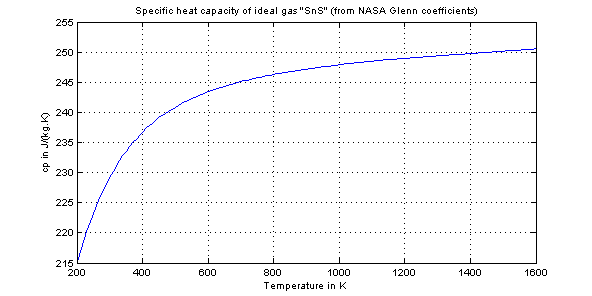 Specific heat capacity of ideal gas "SnS" (from NASA Glenn coefficients)
255
250
245
240
235
230
225
220
215
cp in J/(kg.K)
200 400 600 800 1000 1200 1400 1600
Temperature in K